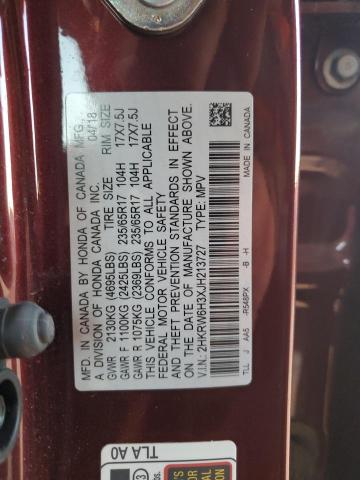 MFD. IN CANADA BY HONDA OF CANADA MFG.,
A DIVISION OF HONDA CANADA INC. 04/18
TIRE SIZE RIM SIZE
GVWR 2130KG (4695LBS)
GAWR F 1100KG (2425LBS) 235/65R17 104H 17X7.5J
GAWR R 1075KG (2369LBS) 235/65R17 104H 17X7.5J
THIS VEHICLE CONFORMS TO ALL APPLICABLE
FEDERAL MOTOR VEHICLE SAFETY
AND THEFT PREVENTION STANDARDS IN EFFECT
ON THE DATE OF MANUFACTURE SHOWN ABOVE.
V.I.N.: 2HKRW6H3XJH213727 TYPE: MPV
TLL J AA5 -R548PX -B -H MADE IN CANADA
TLA A0